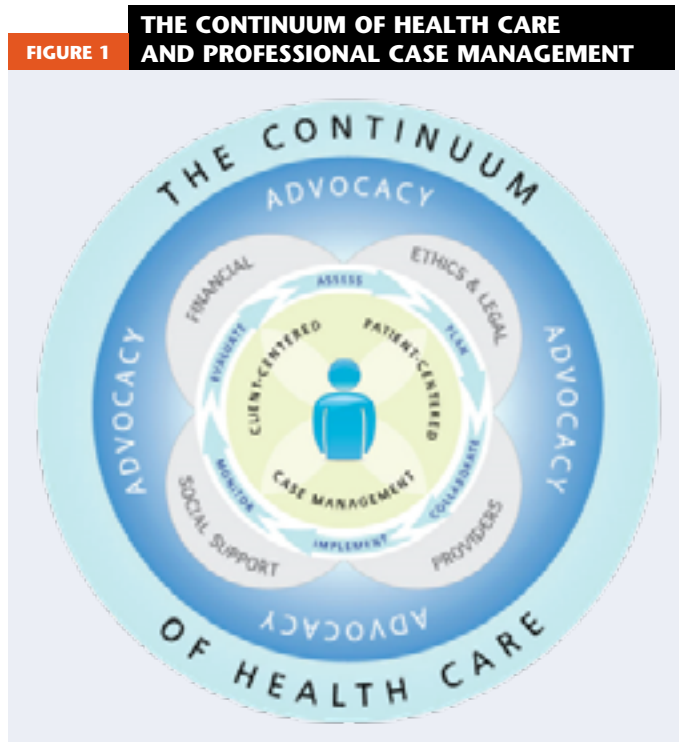 FIGURE 1
THE CONTINUUM OF HEALTH CARE
AND PROFESSIONAL CASE MANAGEMENT
THE CONTINUUM
ADVOCACY
FINANCIAL
ETHICS & LEGAL
ASSESS
EVALUATE
PLAN
CLIENT-CENTERED
PATIENT-CENTERED
ADVOCACY
ADVOCACY
CASE MANAGEMENT
MONITOR
COLLABORATE
IMPLEMENT
SOCIAL SUPPORT
PROVIDERS
ADVOCACY
OF HEALTH CARE